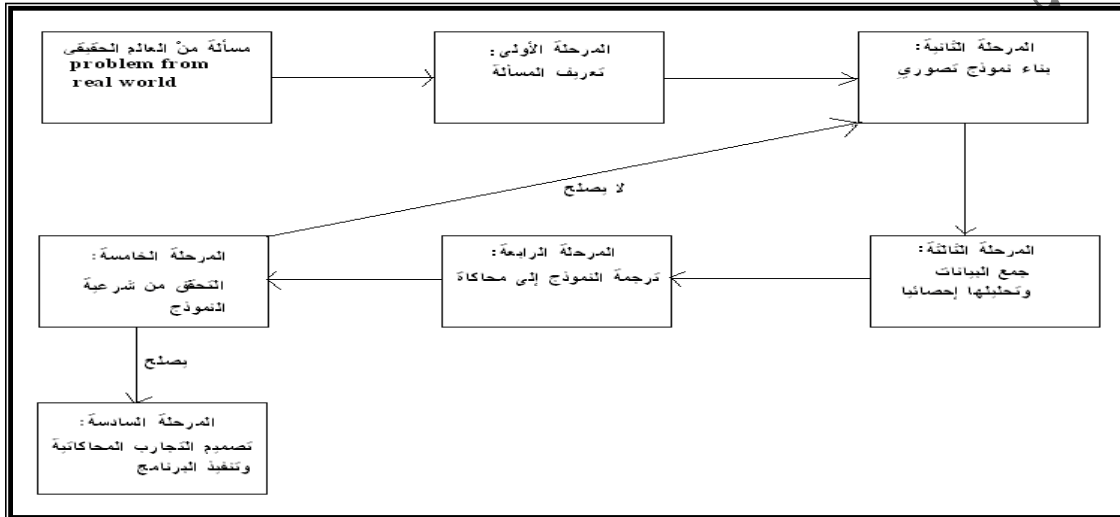 مسألة من العالم الحقيقي
problem from
real world
المرحلة الأولى:
تعريف المسألة
المرحلة الثانية:
بناء نموذج تصوري
لا يصلح
المرحلة الثالثة:
جمع البيانات
وتحليلها إحصائيا
المرحلة الرابعة:
ترجمة النموذج إلى محاكاة
المرحلة الخامسة:
التحقق من شرعية
النموذج
يصلح
المرحلة السادسة:
تصميم التجارب المحاكاتية
وتنفيذ البرنامج